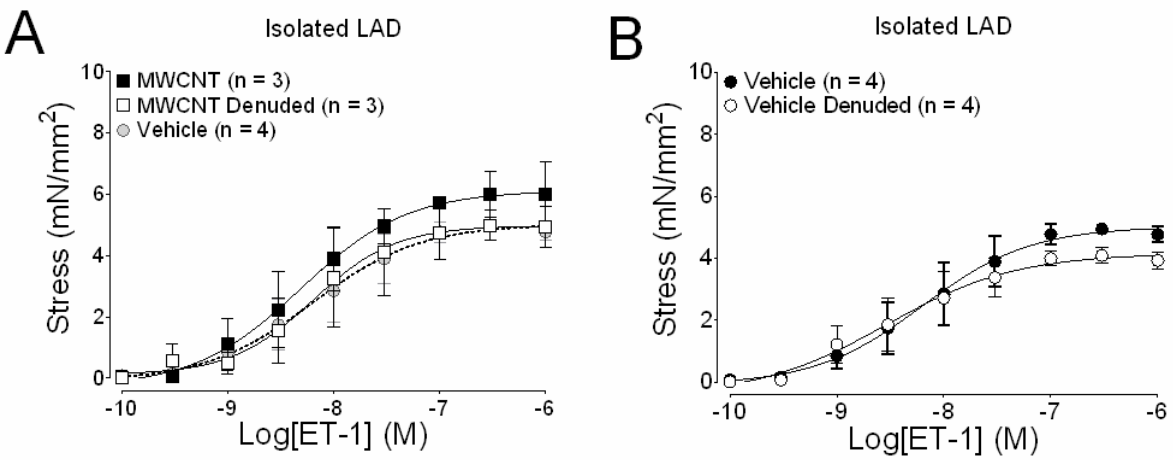 A
Isolated LAD
MWCNT (n = 3)
MWCNT Denuded (n = 3)
Vehicle (n = 4)
Stress (mN/mm²)
10
8
6
4
2
0
-10 -9 -8 -7 -6
Log[ET-1] (M)
B
Isolated LAD
Vehicle (n = 4)
Vehicle Denuded (n = 4)
Stress (mN/mm²)
10
8
6
4
2
0
-10 -9 -8 -7 -6
Log[ET-1] (M)